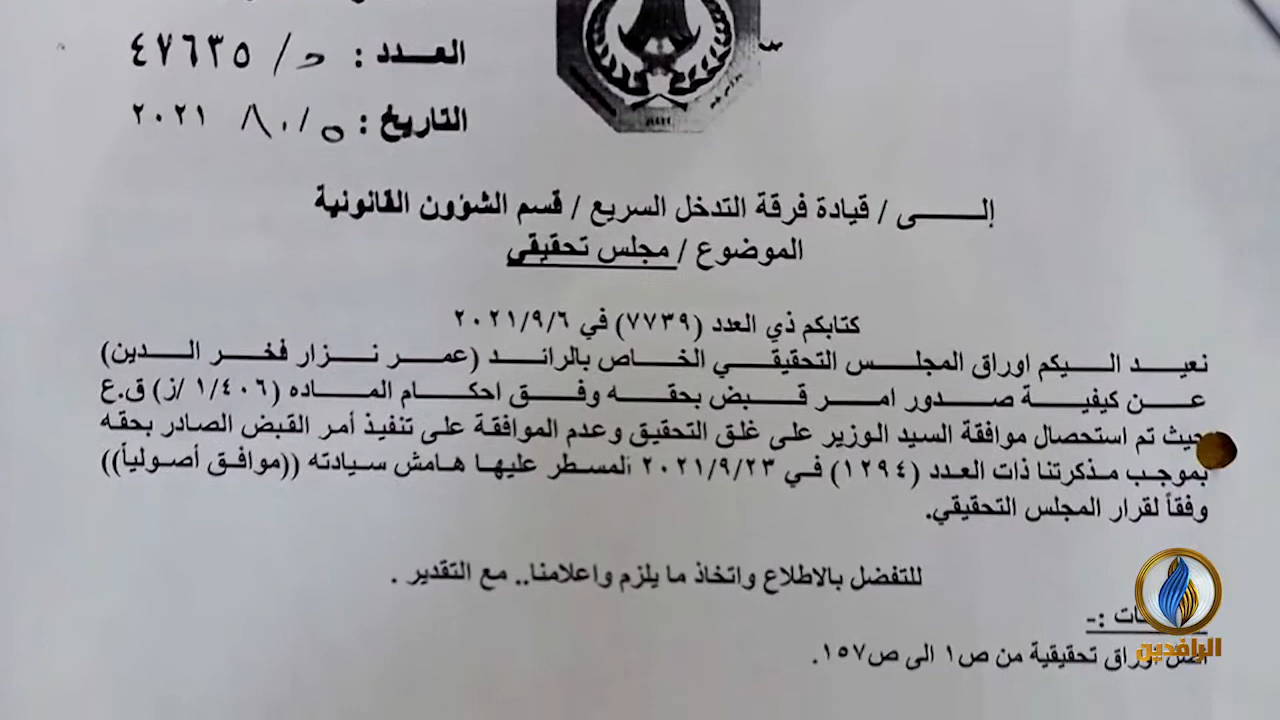 العدد : د/ ٤٧٦٣٥
التاريخ : ٥/ ١٠/ ٢٠٢١
إلى / قيادة فرقة التدخل السريع / قسم الشؤون القانونية
الموضوع / مجلس تحقيقي
كتابكم ذي العدد (٧٧٣٩) في ٢٠٢١/٩/٦
نعيد اليكم اوراق المجلس التحقيقي الخاص بالرائد (عمر نزار فخر الدين)
عن كيفية صدور امر قبض بحقه وفق احكام الماده (١/٤٠٦ /ز) ق.ع
حيث تم استحصال موافقة السيد الوزير على غلق التحقيق وعدم الموافقة على تنفيذ أمر القبض الصادر بحقه
بموجب مذكرتنا ذات العدد (١٢٩٤) في ٢٠٢١/٩/٢٣ المسطر عليها هامش سيادته ((موافق أصولياً))
وفقاً لقرار المجلس التحقيقي.
للتفضل بالاطلاع واتخاذ ما يلزم واعلامنا.. مع التقدير .
اوراق تحقيقية من ص١ الى ص١٥٧.
الرافدين